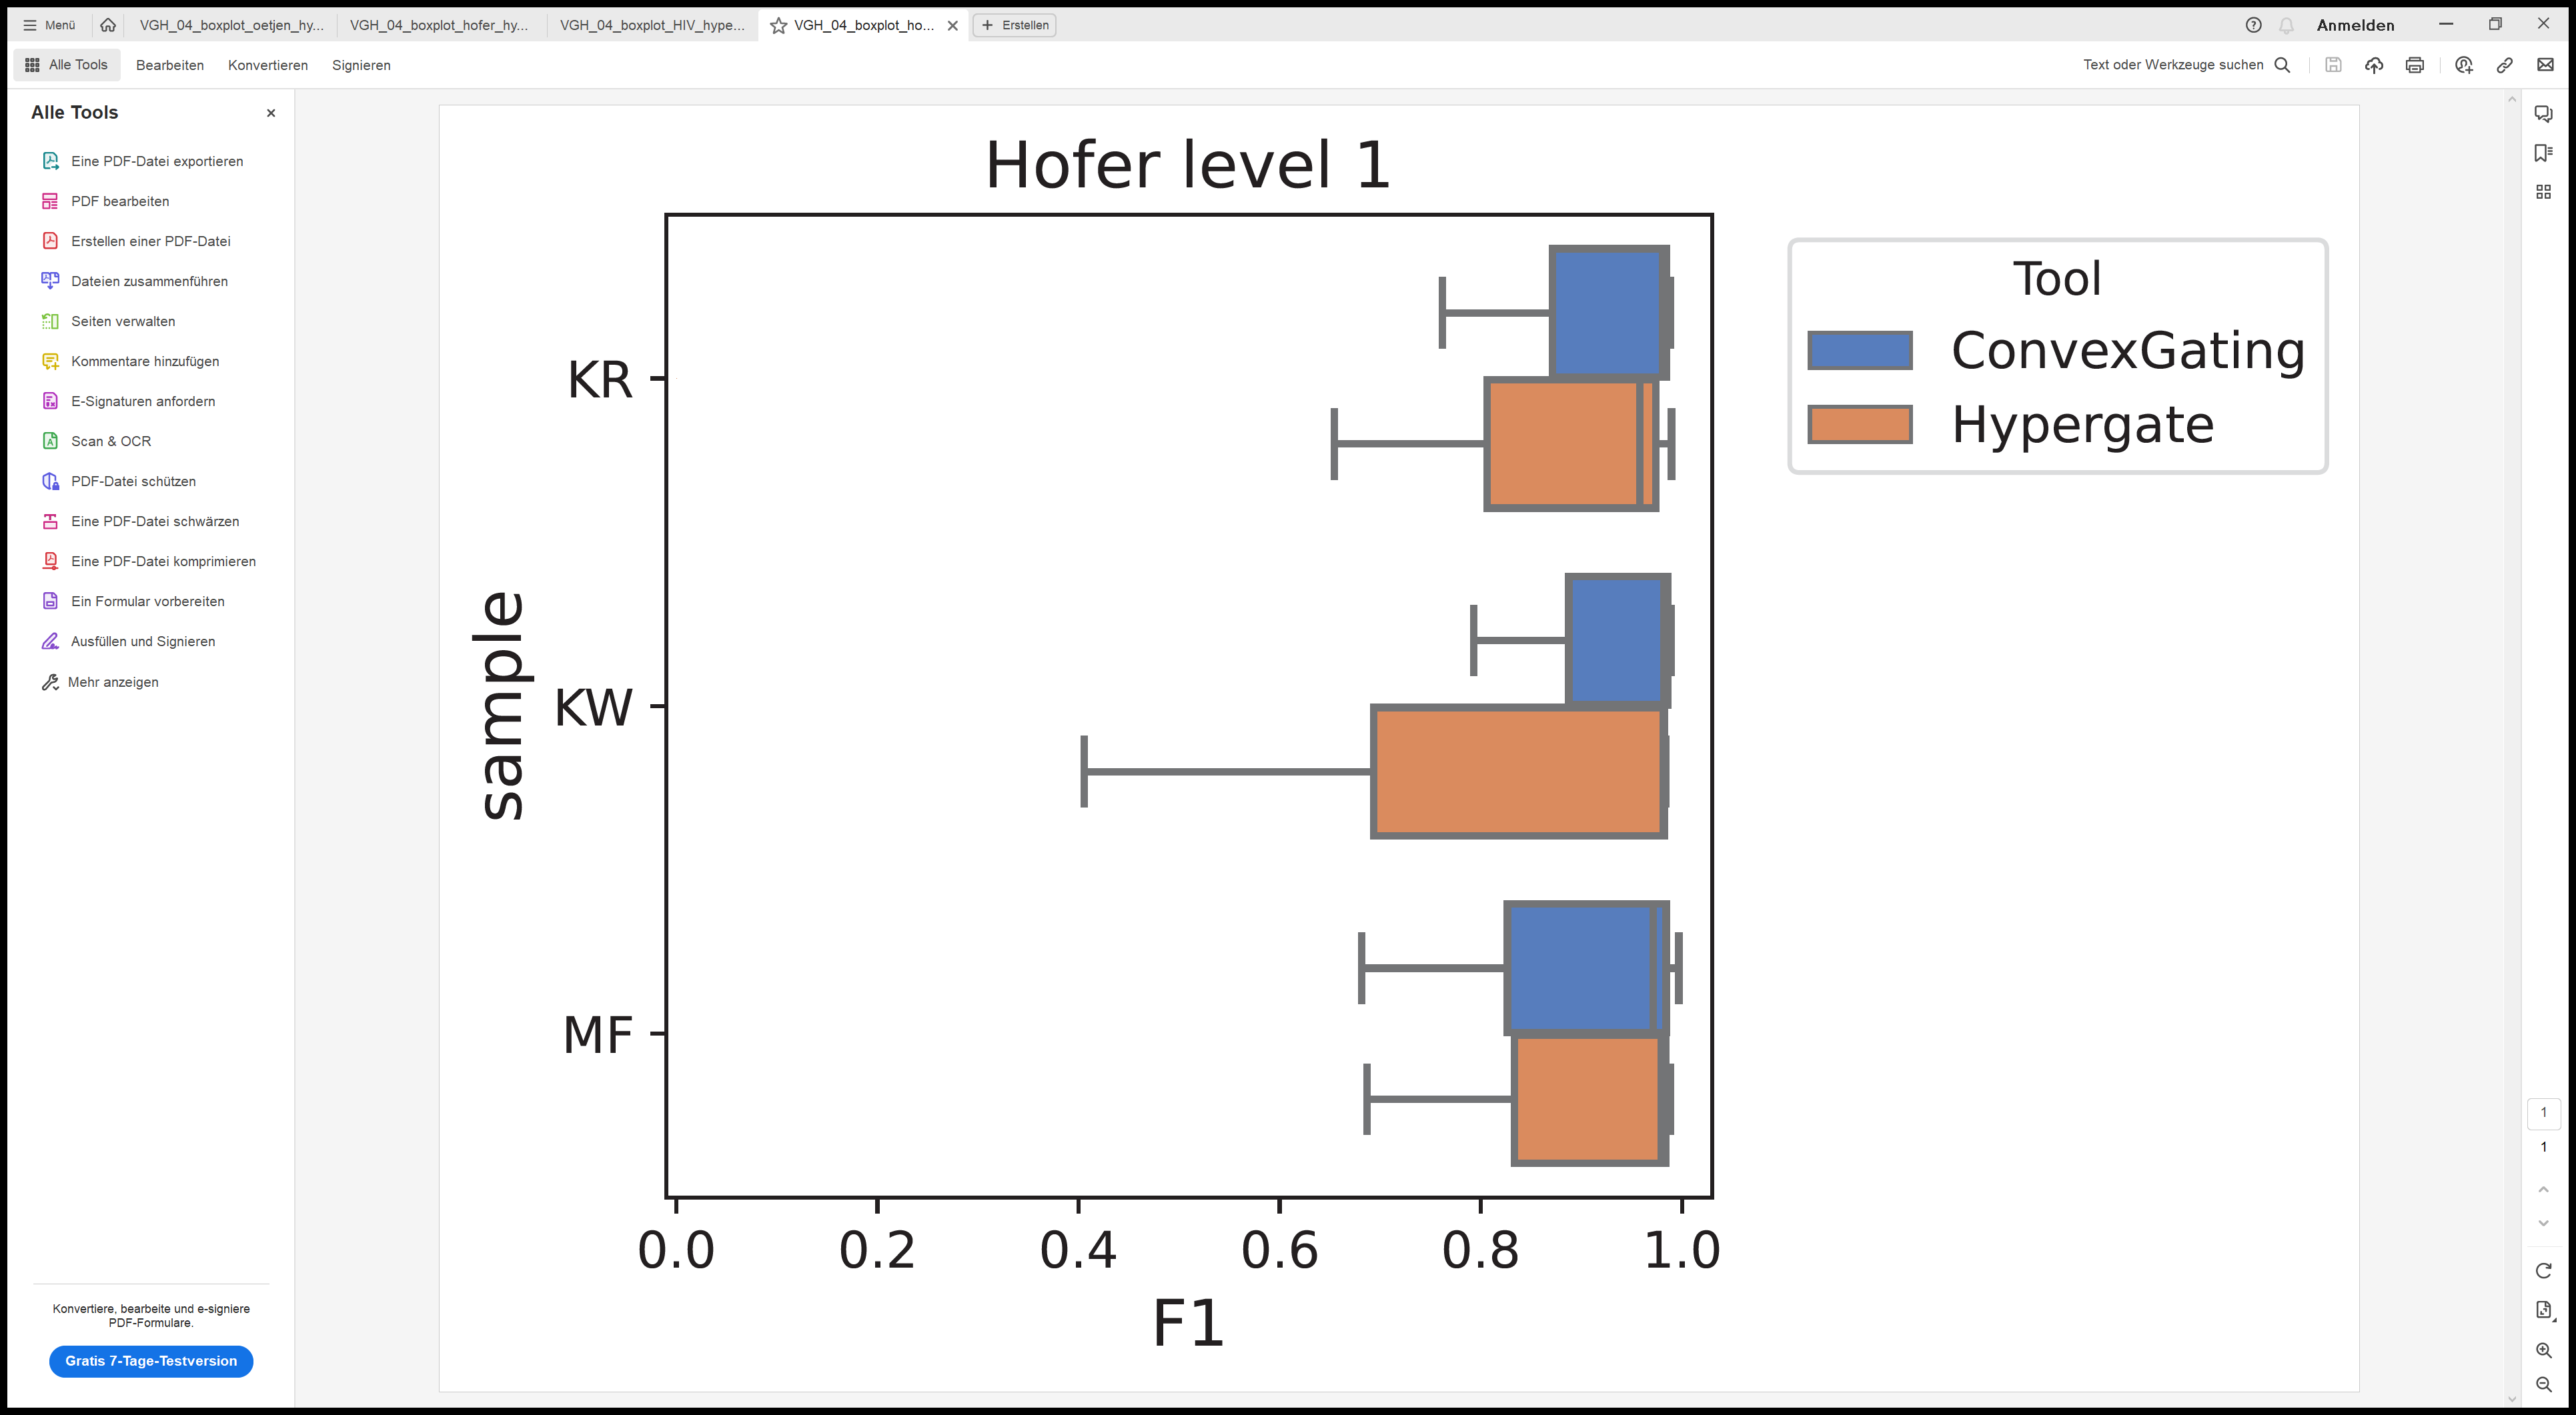 Menü
VGH_04_boxplot_oetjen_hy...
VGH_04_boxplot_hofer_hy...
VGH_04_boxplot_HIV_hype...
VGH_04_boxplot_ho...
Erstellen
Anmelden
Alle Tools
Bearbeiten
Konvertieren
Signieren
Text oder Werkzeuge suchen
Alle Tools
Eine PDF-Datei exportieren
PDF bearbeiten
Erstellen einer PDF-Datei
Dateien zusammenführen
Seiten verwalten
Kommentare hinzufügen
E-Signaturen anfordern
Scan & OCR
PDF-Datei schützen
Eine PDF-Datei schwärzen
Eine PDF-Datei komprimieren
Ein Formular vorbereiten
Ausfüllen und Signieren
Mehr anzeigen
Konvertiere, bearbeite und e-signiere
PDF-Formulare.
Gratis 7-Tage-Testversion
Hofer level 1
Tool
ConvexGating
Hypergate
sample
KR
KW
MF
0.0
0.2
0.4
0.6
0.8
1.0
F1
1
1